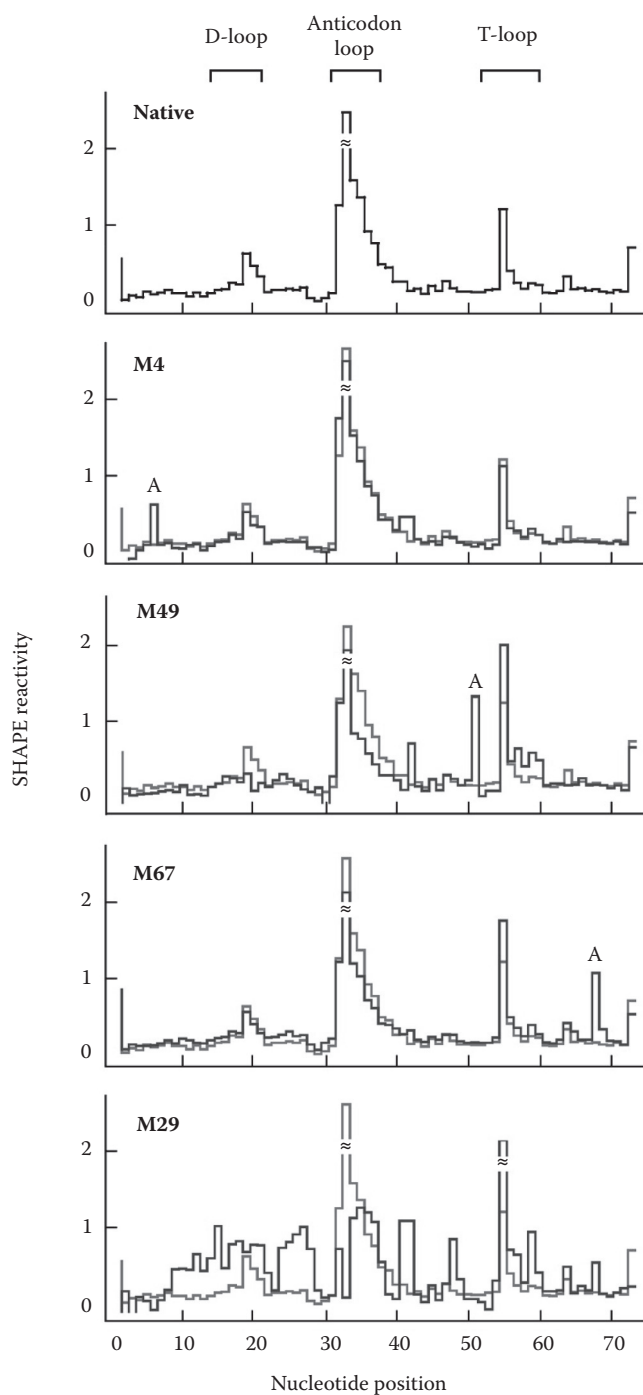 D-loop
Anticodon
loop
T-loop
Native
2
≈
1
0
M4
2
≈
1
A
0
M49
2
≈
A
1
0
M67
2
≈
A
1
0
M29
2
≈
≈
1
0
0 10 20 30 40 50 60 70
Nucleotide position
SHAPE reactivity